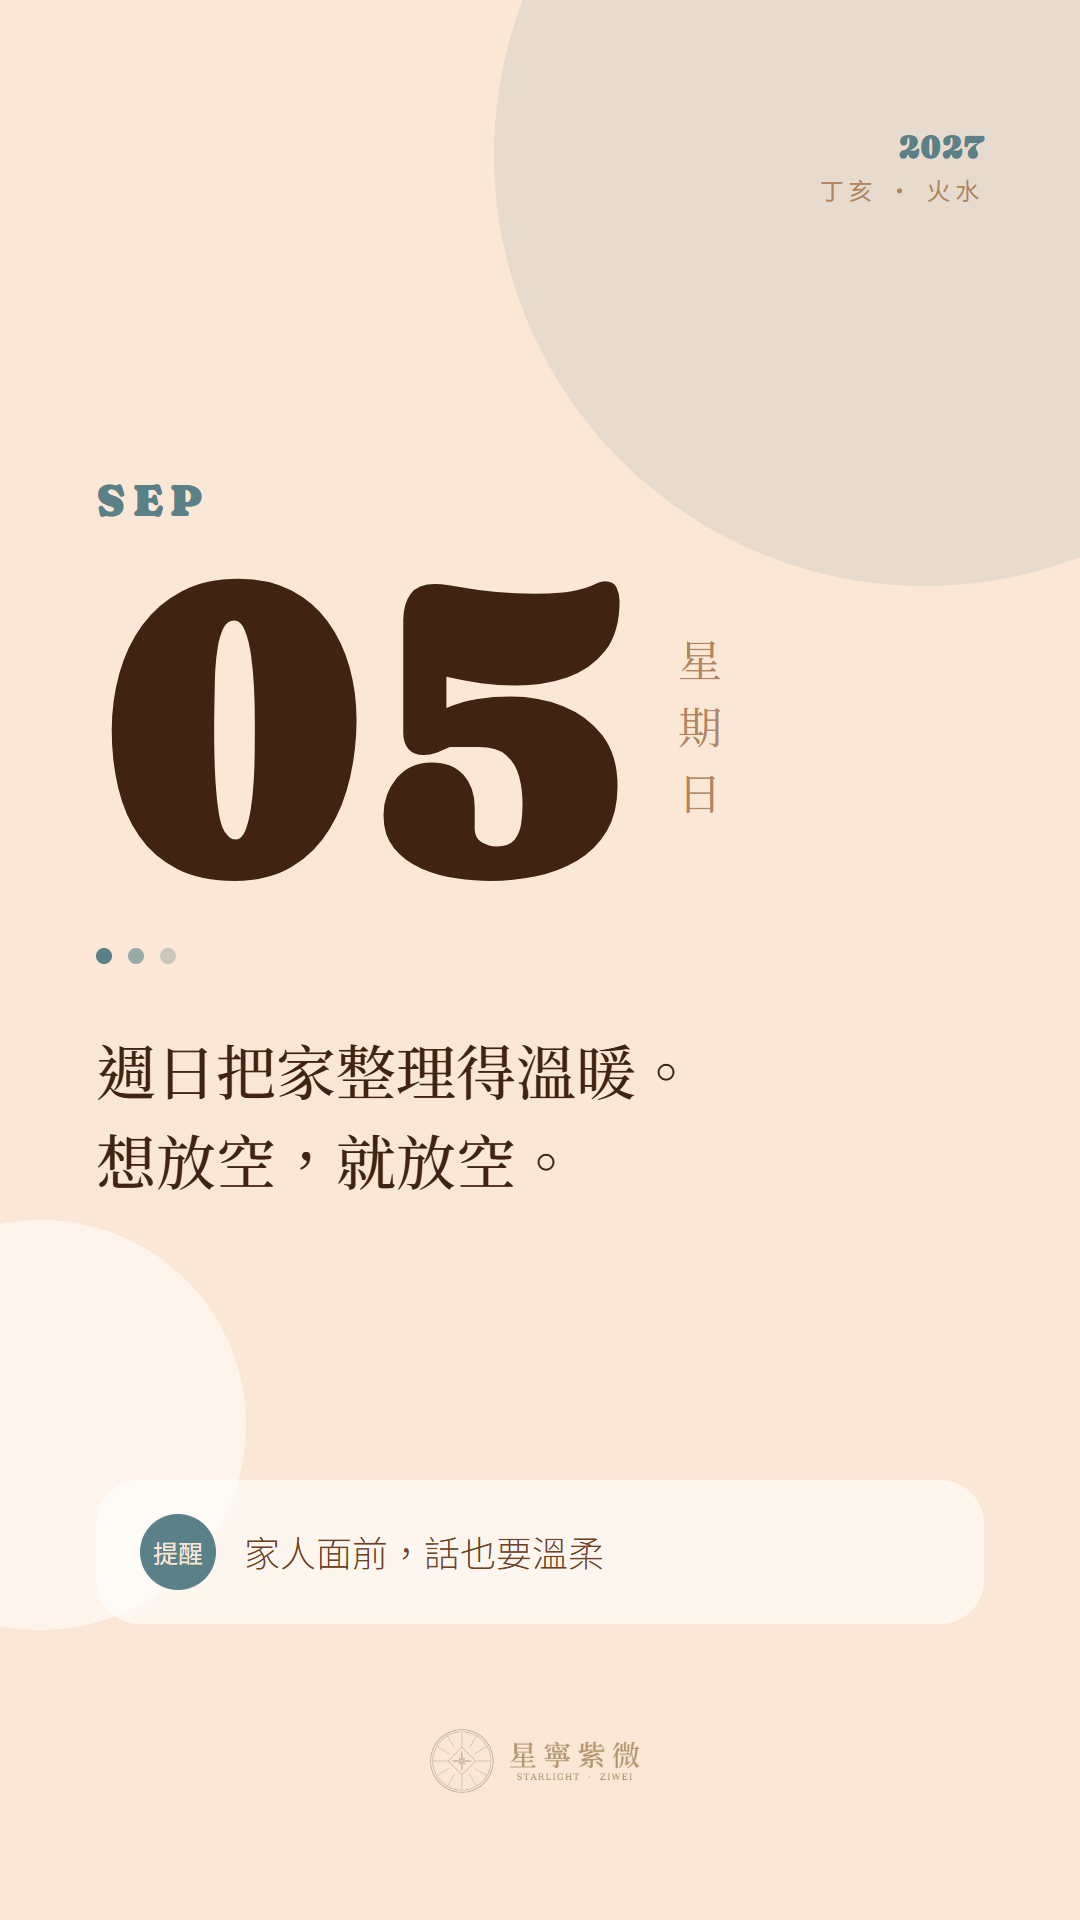 2027
丁亥 · 火水
SEP
05
星期日
週日把家整理得溫暖。
想放空，就放空。
提醒
家人面前，話也要溫柔
星寧紫微
STARLIGHT · ZIWEI